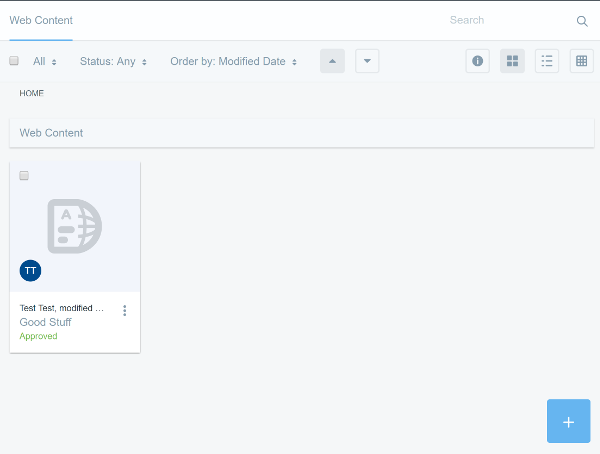 Web Content
Search
All
Status: Any
Order by: Modified Date
HOME
Web Content
A
TT
Test Test, modified ...
Good Stuff
Approved